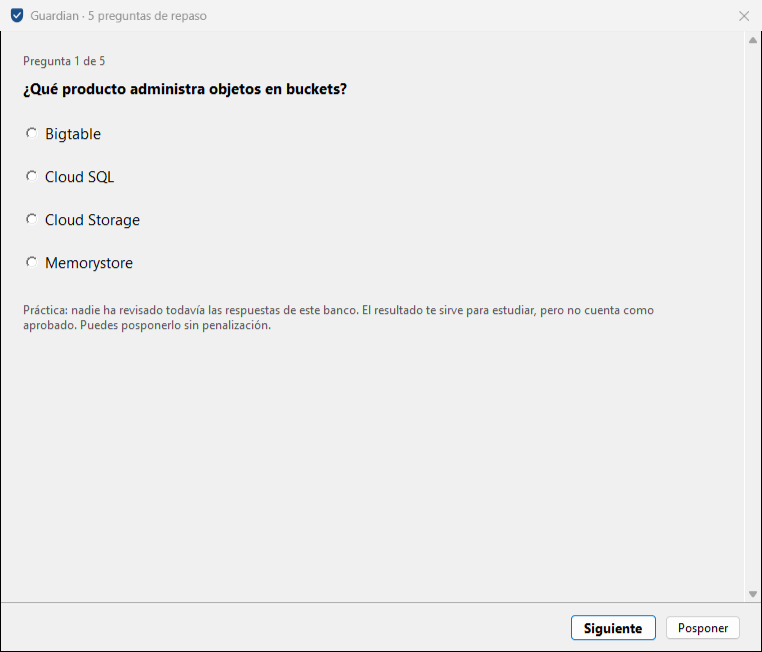 Guardian · 5 preguntas de repaso
Pregunta 1 de 5
¿Qué producto administra objetos en buckets?
Bigtable
Cloud SQL
Cloud Storage
Memorystore
Práctica: nadie ha revisado todavía las respuestas de este banco. El resultado te sirve para estudiar, pero no cuenta como
aprobado. Puedes posponerlo sin penalización.
Siguiente
Posponer